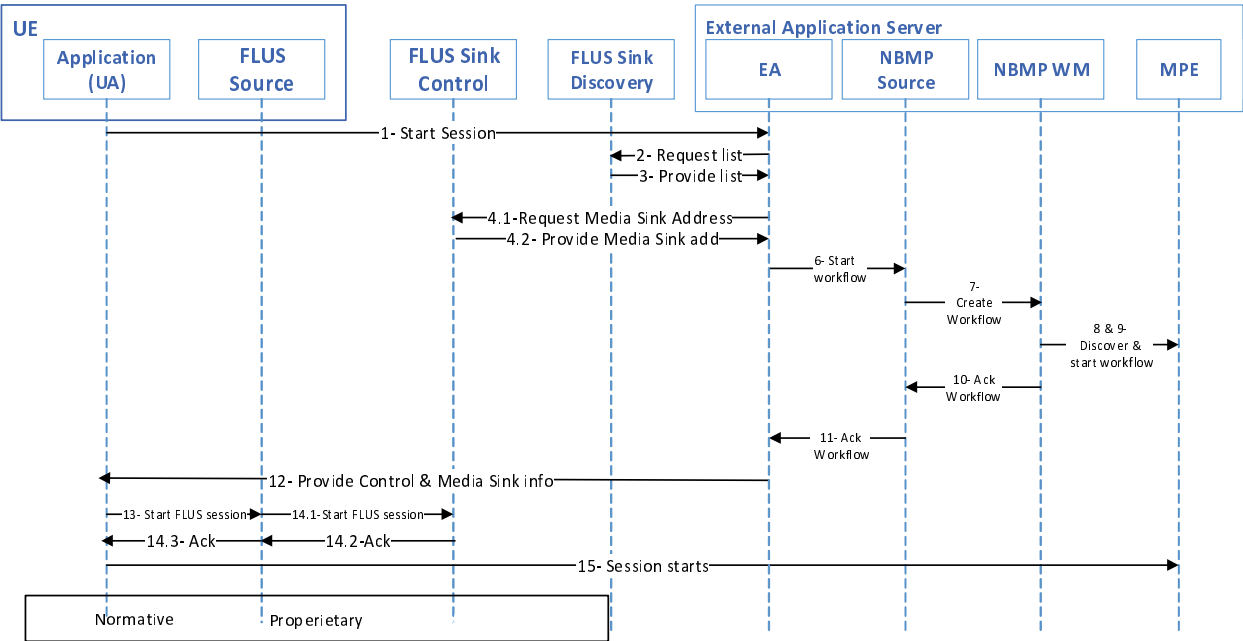 UE
External Application Server
Application
(UA)
FLUS
Source
FLUS Sink
Control
FLUS Sink
Discovery
EA
NBMP
Source
NBMP WM
MPE
1- Start Session
2- Request list
3- Provide list
4.1-Request Media Sink Address
4.2- Provide Media Sink add
6- Start
workflow
7-
Create
Workflow
8 & 9-
Discover &
start workflow
10- Ack
Workflow
11- Ack
Workflow
12- Provide Control & Media Sink info
13- Start FLUS session
14.1-Start FLUS session
14.3- Ack
14.2-Ack
15- Session starts
Normative
Properietary